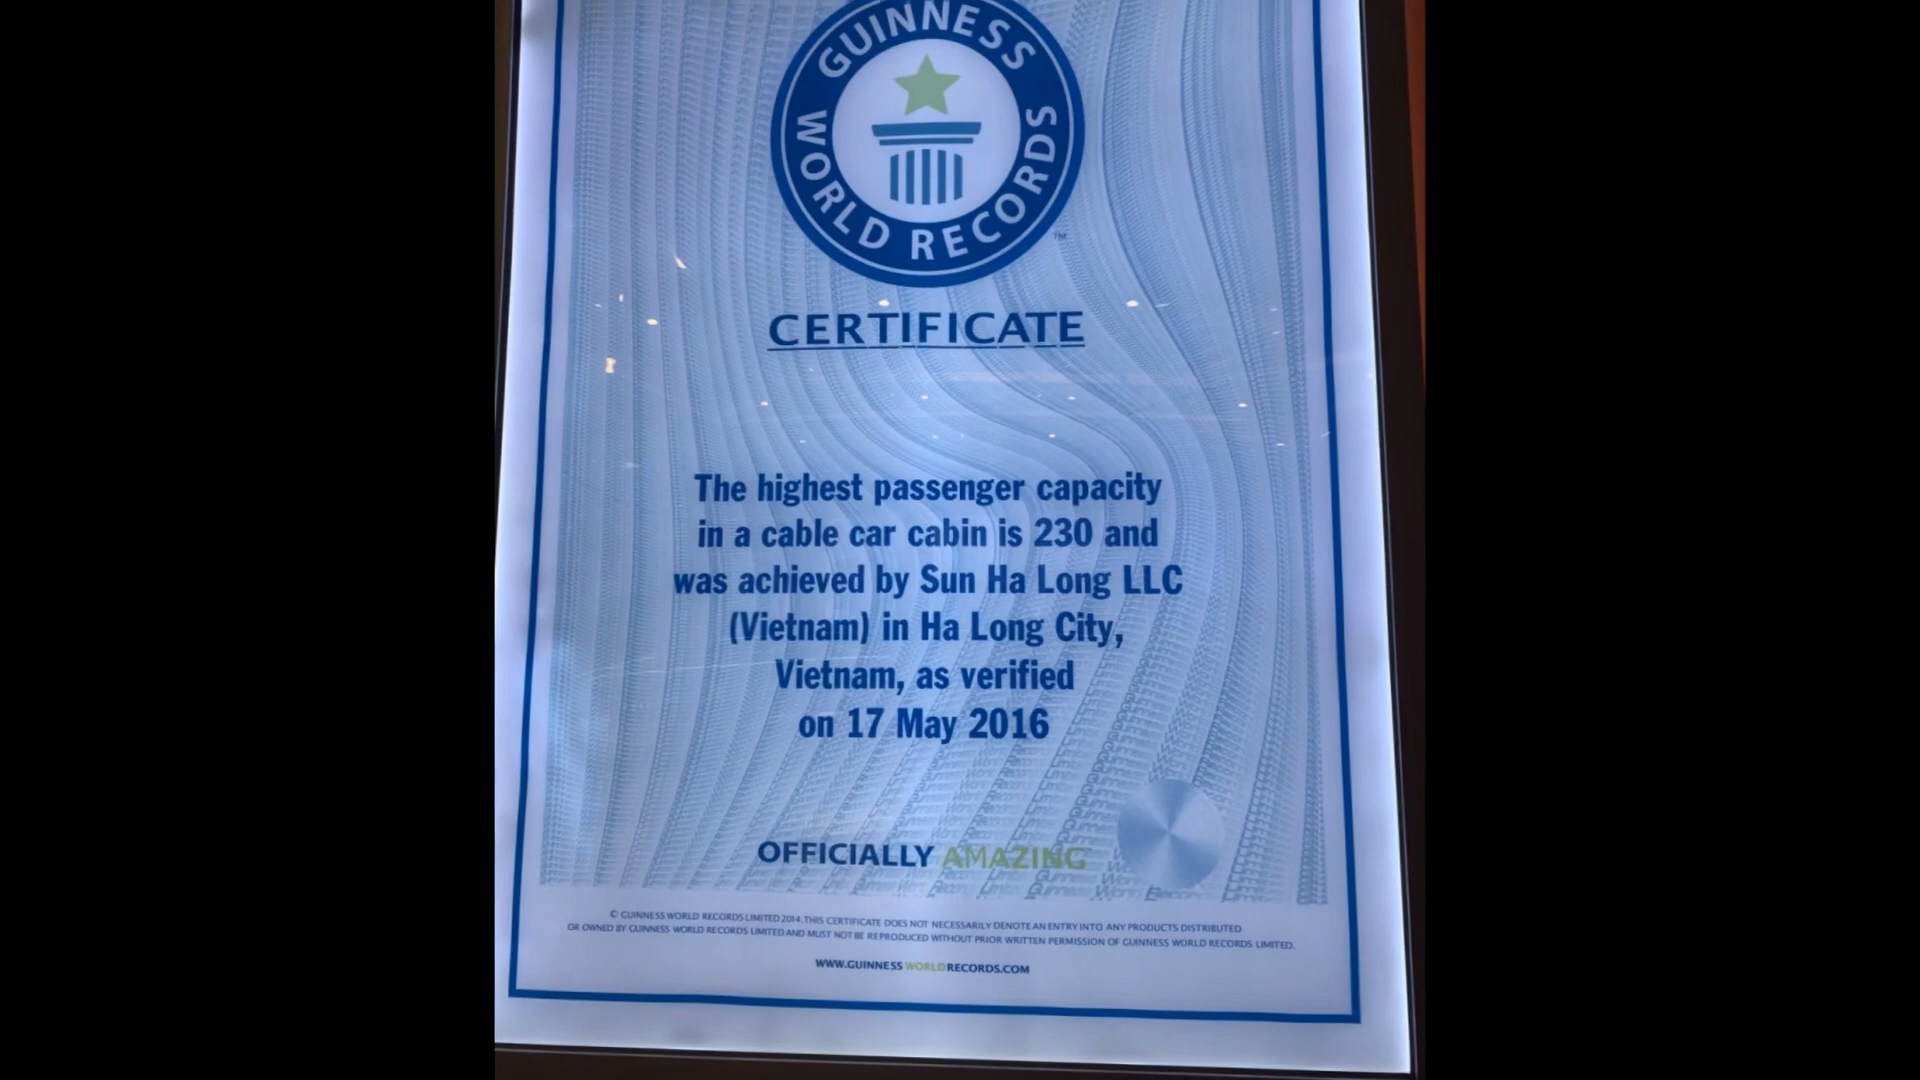 GUINNESS
WORLD RECORDS
TM
CERTIFICATE
The highest passenger capacity
in a cable car cabin is 230 and
was achieved by Sun Ha Long LLC
(Vietnam) in Ha Long City,
Vietnam, as verified
on 17 May 2016
OFFICIALLY AMAZING
© GUINNESS WORLD RECORDS LIMITED 2014. THIS CERTIFICATE DOES NOT NECESSARILY DENOTE AN ENTRY INTO ANY PRODUCTS DISTRIBUTED
OR OWNED BY GUINNESS WORLD RECORDS LIMITED AND MUST NOT BE REPRODUCED WITHOUT PRIOR WRITTEN PERMISSION OF GUINNESS WORLD RECORDS LIMITED.
WWW.GUINNESSWORLDRECORDS.COM